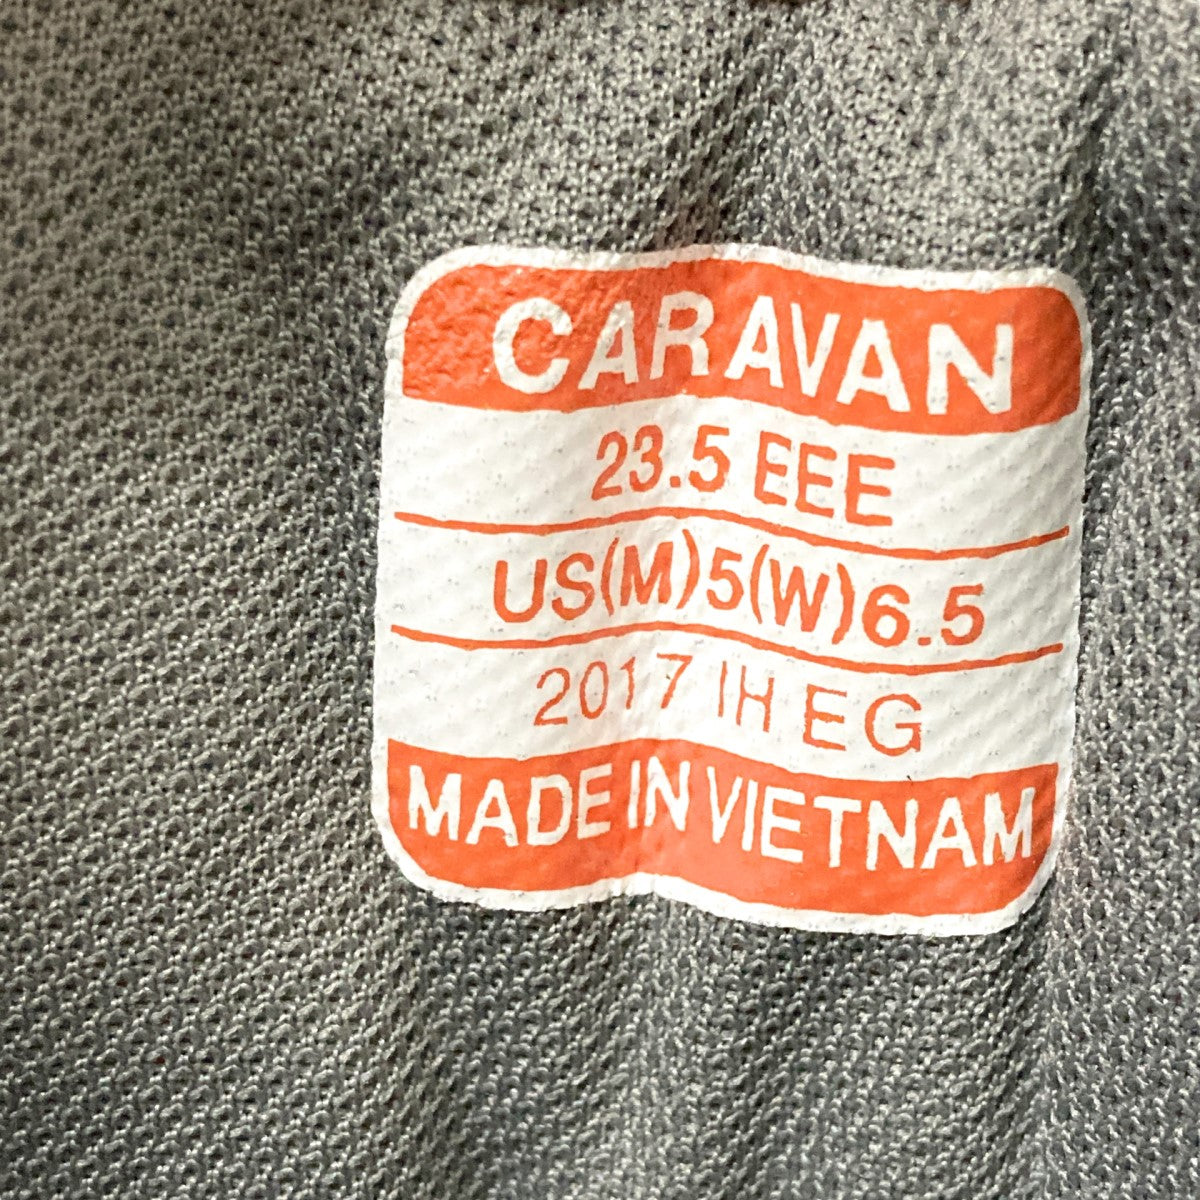 CARAVAN
23.5 EEE
US(M)5(W)6.5
2017 IH EG
MADE IN VIETNAM